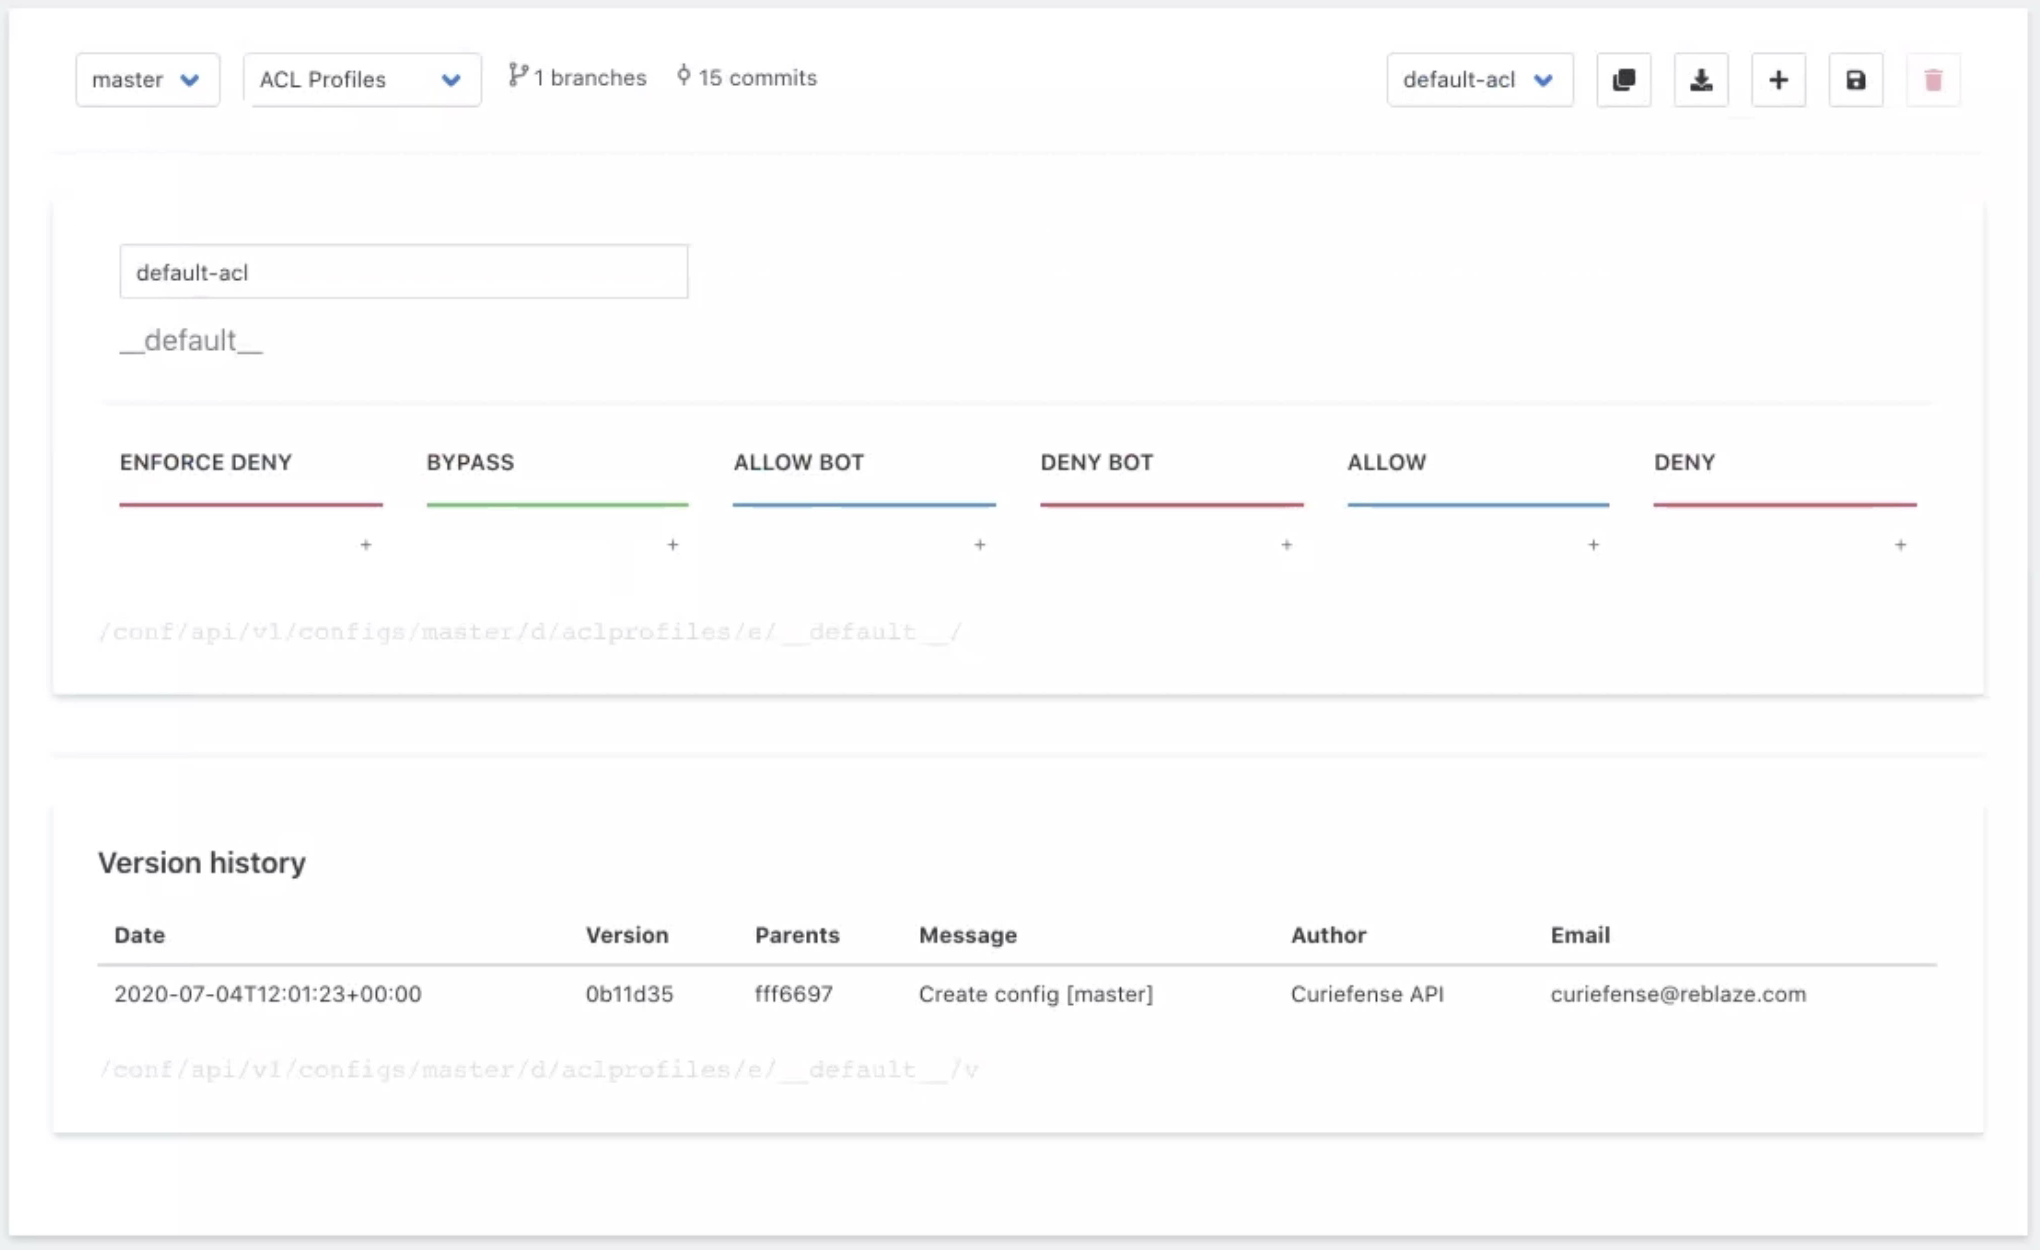 master ACL Profiles 1 branches 15 commits default-acl
default-acl
__default__
ENFORCE DENY BYPASS ALLOW BOT DENY BOT ALLOW DENY
+ + + + + +
/conf/api/v1/configs/master/d/aclprofiles/e/__default__/
Version history
Date Version Parents Message Author Email
2020-07-04T12:01:23+00:00 0b11d35 fff6697 Create config [master] Curiefense API curiefense@reblaze.com
/conf/api/v1/configs/master/d/aclprofiles/e/__default__/v